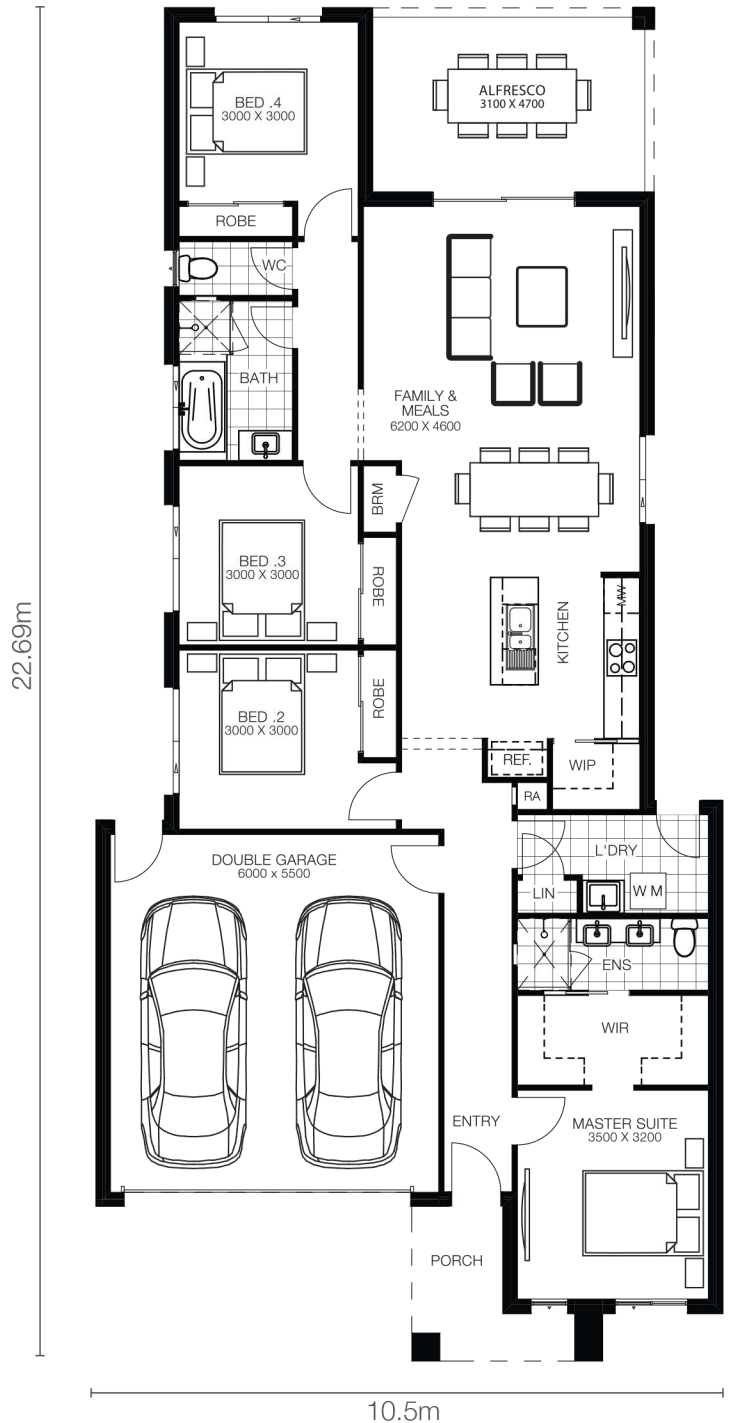 BED .4
3000 X 3000
ALFRESCO
3100 X 4700
ROBE
WC
BATH
FAMILY &
MEALS
6200 X 4600
BRM
BED .3
3000 X 3000
ROBE
MW
KITCHEN
22.69m
BED .2
3000 X 3000
ROBE
REF.
WIP
RA
DOUBLE GARAGE
6000 x 5500
L'DRY
LIN
W M
ENS
WIR
ENTRY
MASTER SUITE
3500 X 3200
PORCH
10.5m